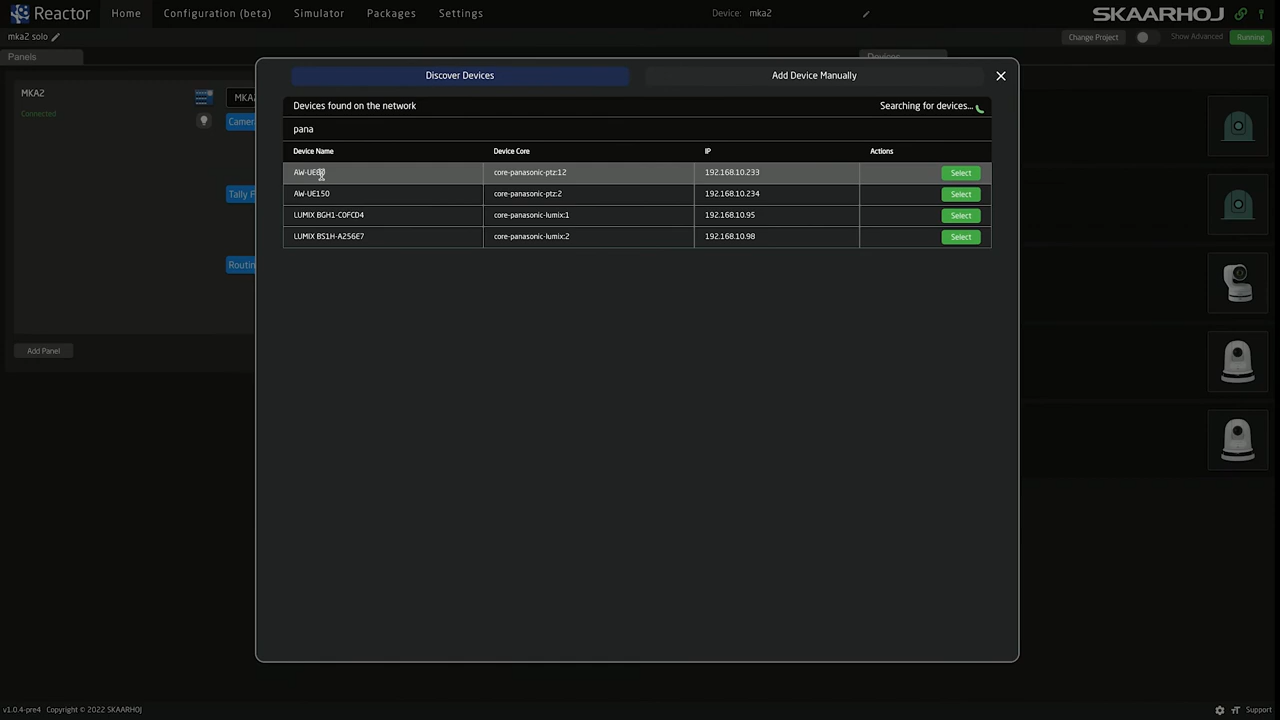 Reactor
Home
Configuration (beta)
Simulator
Packages
Settings
Device: mka2
SKAARHOJ
mka2 solo
Change Project
Show Advanced
Running
Panels
Devices
MKA2
Connected
Add Panel
Discover Devices
Add Device Manually
Devices found on the network
Searching for devices...
pana
Device Name Device Core IP Actions
core-panasonic-ptz:12 192.168.10.233 Select
AW-UE150 core-panasonic-ptz:2 192.168.10.234 Select
LUMIX BGH1-C0FCD4 core-panasonic-lumix:1 192.168.10.95 Select
LUMIX BS1H-A256E7 core-panasonic-lumix:2 192.168.10.98 Select
v1.0.4-pre4 Copyright © 2022 SKAARHOJ
Support